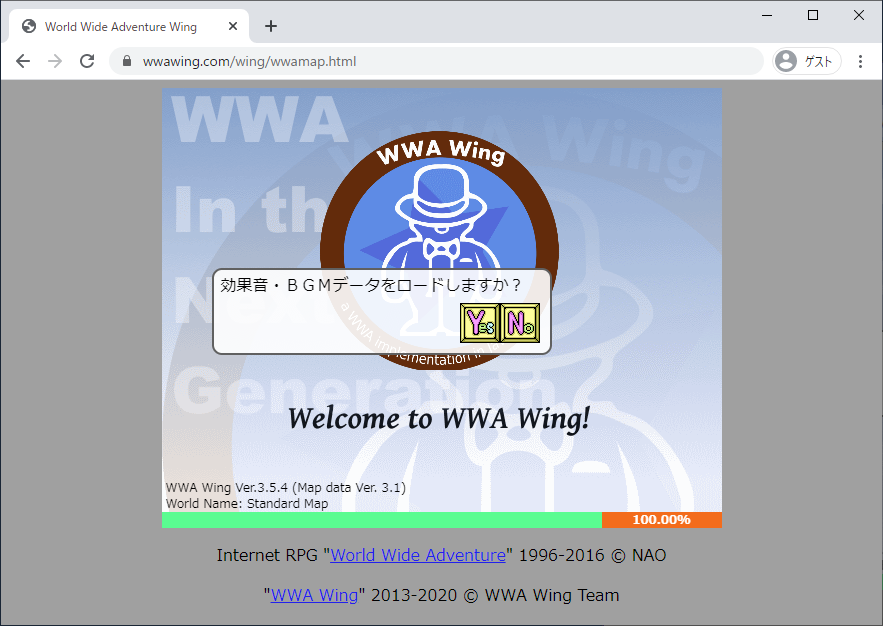 World Wide Adventure Wing
wwawing.com/wing/wwamap.html
ゲスト
WWA
In the
Next
Generation
WWA Wing
WWA Wing
効果音・ＢＧＭデータをロードしますか？
Yes No
a WWA implementation in
Welcome to WWA Wing!
WWA Wing Ver.3.5.4 (Map data Ver. 3.1)
World Name: Standard Map
100.00%
Internet RPG "World Wide Adventure" 1996-2016 © NAO
"WWA Wing" 2013-2020 © WWA Wing Team